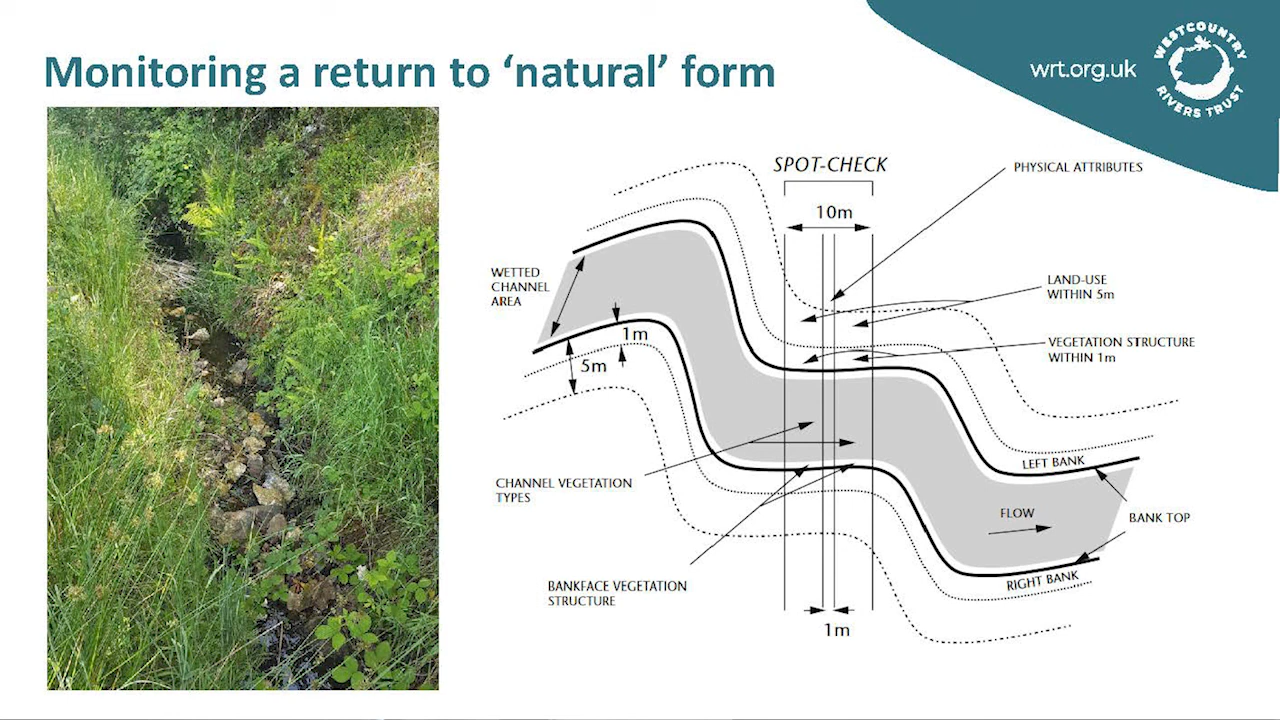 Monitoring a return to ‘natural’ form
wrt.org.uk
WESTCOUNTRY
RIVERS TRUST
SPOT-CHECK
10m
PHYSICAL ATTRIBUTES
WETTED
CHANNEL
AREA
LAND-USE
WITHIN 5m
1m
5m
VEGETATION STRUCTURE
WITHIN 1m
CHANNEL VEGETATION
TYPES
LEFT BANK
FLOW
BANK TOP
BANKFACE VEGETATION
STRUCTURE
RIGHT BANK
1m